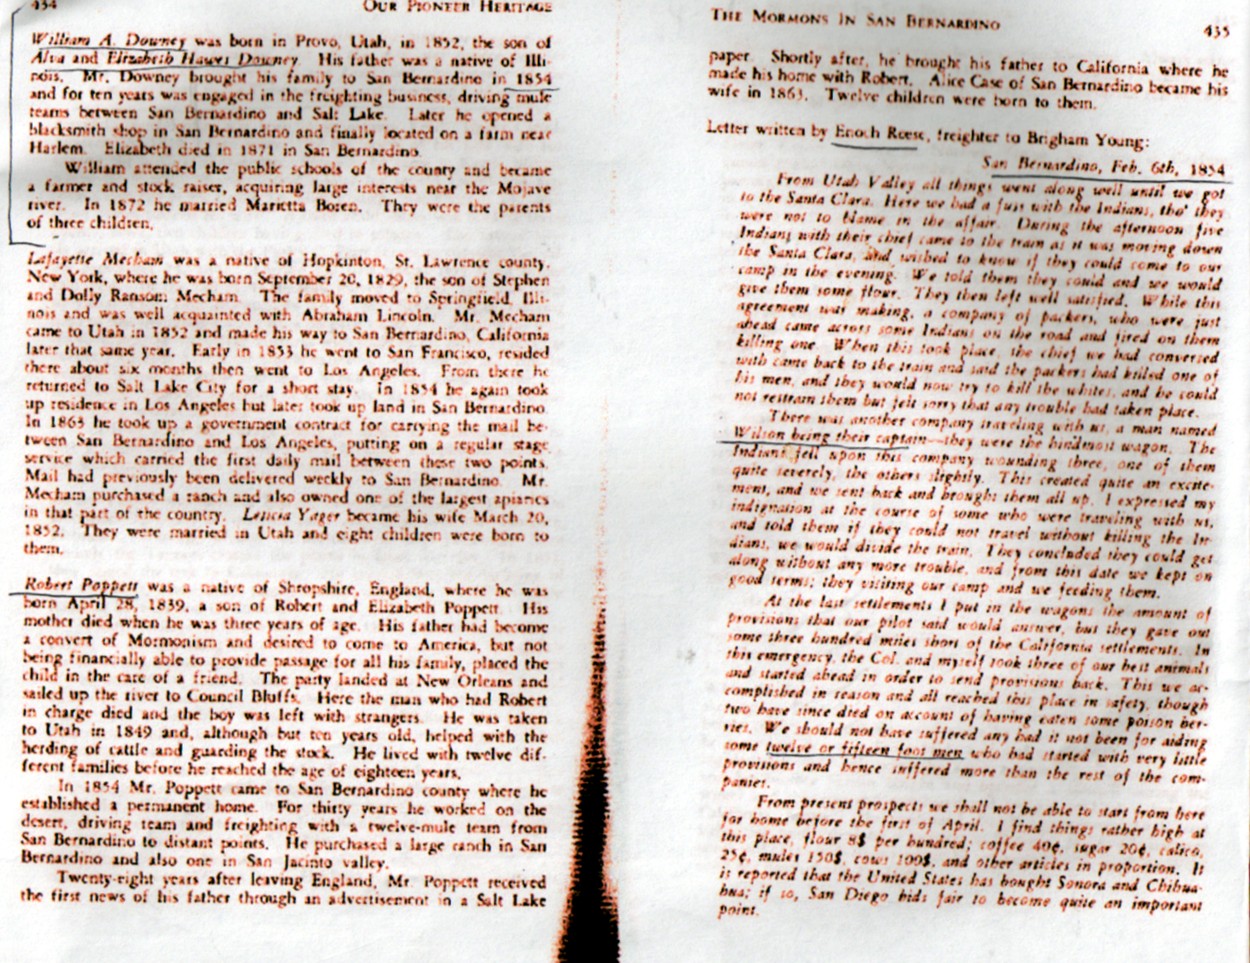 434 OUR PIONEER HERITAGE
William A. Downey was born in Provo, Utah, in 1852, the son of
Alva and Elizabeth Hawes Downey. His father was a native of Illi-
nois. Mr. Downey brought his family to San Bernardino in 1854
and for ten years was engaged in the freighting business, driving mule
teams between San Bernardino and Salt Lake. Later he opened a
blacksmith shop in San Bernardino and finally located on a farm near
Harlem. Elizabeth died in 1871 in San Bernardino.
William attended the public schools of the county and became
a farmer and stock raiser, acquiring large interests near the Mojave
river. In 1872 he married Marietta Boren. They were the parents
of three children.
Lafayette Mecham was a native of Hopkinton, St. Lawrence county,
New York, where he was born September 20, 1829, the son of Stephen
and Dolly Ransom Mecham. The family moved to Springfield, Illi-
nois and was well acquainted with Abraham Lincoln. Mr. Mecham
came to Utah in 1852 and made his way to San Bernardino, California
later that same year. Early in 1853 he went to San Francisco, resided
there about six months then went to Los Angeles. From there he
returned to Salt Lake City for a short stay. In 1854 he again took
up residence in Los Angeles but later took up land in San Bernardino.
In 1863 he took up a government contract for carrying the mail be-
tween San Bernardino and Los Angeles, putting on a regular stage
service which carried the first daily mail between these two points.
Mail had previously been delivered weekly to San Bernardino. Mr.
Mecham purchased a ranch and also owned one of the largest apiaries
in that part of the country. Leticia Yager became his wife March 20,
1852. They were married in Utah and eight children were born to
them.
Robert Poppett was a native of Shropshire, England, where he was
born April 28, 1839, a son of Robert and Elizabeth Poppett. His
mother died when he was three years of age. His father had become
a convert of Mormonism and desired to come to America, but not
being financially able to provide passage for all his family, placed the
child in the care of a friend. The party landed at New Orleans and
sailed up the river to Council Bluffs. Here the man who had Robert
in charge died and the boy was left with strangers. He was taken
to Utah in 1849 and, although but ten years old, helped with the
herding of cattle and guarding the stock. He lived with twelve dif-
ferent families before he reached the age of eighteen years.
In 1854 Mr. Poppett came to San Bernardino county where he
established a permanent home. For thirty years he worked on the
desert, driving team and freighting with a twelve-mule team from
San Bernardino to distant points. He purchased a large ranch in San
Bernardino and also one in San Jacinto valley.
Twenty-eight years after leaving England, Mr. Poppett received
the first news of his father through an advertisement in a Salt Lake
THE MORMONS IN SAN BERNARDINO 435
paper. Shortly after, he brought his father to California where he
made his home with Robert. Alice Case of San Bernardino became his
wife in 1863. Twelve children were born to them.
Letter written by Enoch Reese, freighter to Brigham Young:
San Bernardino, Feb. 6th, 1854
From Utah Valley all things went along well until we got
to the Santa Clara. Here we had a fuss with the Indians, tho' they
were not to blame in the affair. During the afternoon five
Indians with their chief came to the train as it was moving down
the Santa Clara, and wished to know if they could come to our
camp in the evening. We told them they could and we would
give them some flour. They then left well satisfied. While this
agreement was making, a company of packers, who were just
ahead came across some Indians on the road and fired on them
killing one. When this took place, the chief we had conversed
with came back to the train and said the packers had killed one of
his men, and they would now try to kill the whites, and he could
not restrain them but felt sorry that any trouble had taken place.
There was another company traveling with us, a man named
Wilson being their captain—they were the hindmost wagon. The
Indians fell upon this company wounding three, one of them
quite severely, the others slightly. This created quite an excite-
ment, and we sent back and brought them all up. I expressed my
indignation at the course of some who were traveling with us,
and told them if they could not travel without killing the In-
dians, we would divide the train. They concluded they could get
along without any more trouble, and from this date we kept on
good terms; they visiting our camp and we feeding them.
At the last settlements I put in the wagons the amount of
provisions that our pilot said would answer, but they gave out
some three hundred miles short of the California settlements. In
this emergency, the Col. and myself took three of our best animals
and started ahead in order to send provisions back. This we ac-
complished in reason and all reached this place in safety, though
two have since died on account of having eaten some poison ber-
ries. We should not have suffered any had it not been for aiding
some twelve or fifteen foot men who had started with very little
provisions and hence suffered more than the rest of the com-
panies.
From present prospects we shall not be able to start from here
for home before the first of April. I find things rather high at
this place, flour 8$ per hundred; coffee 40¢, sugar 20¢, calico,
25¢, mules 150$, cows 100$, and other articles in proportion. It
is reported that the United States has bought Sonora and Chihua-
hua; if so, San Diego bids fair to become quite an important
point.